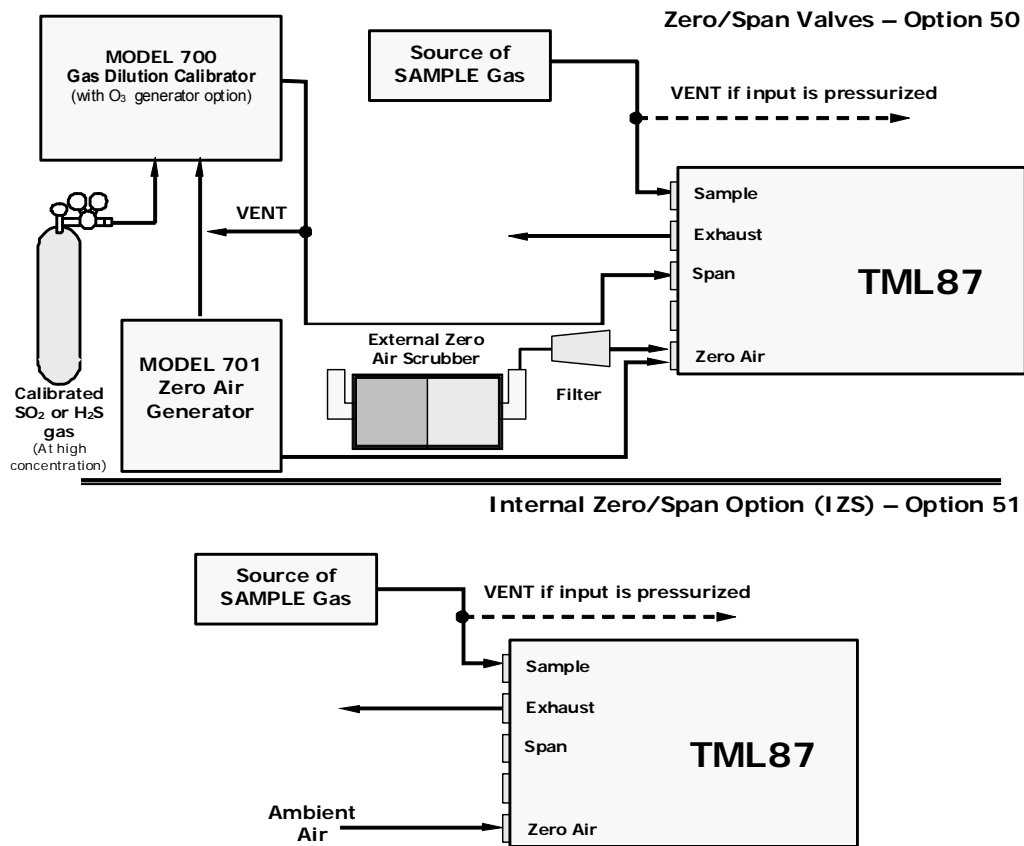 Zero/Span Valves – Option 50
MODEL 700
Gas Dilution Calibrator
(with O₃ generator option)
Source of
SAMPLE Gas
VENT if input is pressurized
VENT
Sample
Exhaust
Span
Zero Air
TML87
External Zero
Air Scrubber
Filter
MODEL 701
Zero Air
Generator
Calibrated
SO₂ or H₂S
gas
(At high
concentration)
Internal Zero/Span Option (IZS) – Option 51
Source of
SAMPLE Gas
VENT if input is pressurized
Sample
Exhaust
Span
Zero Air
TML87
Ambient
Air